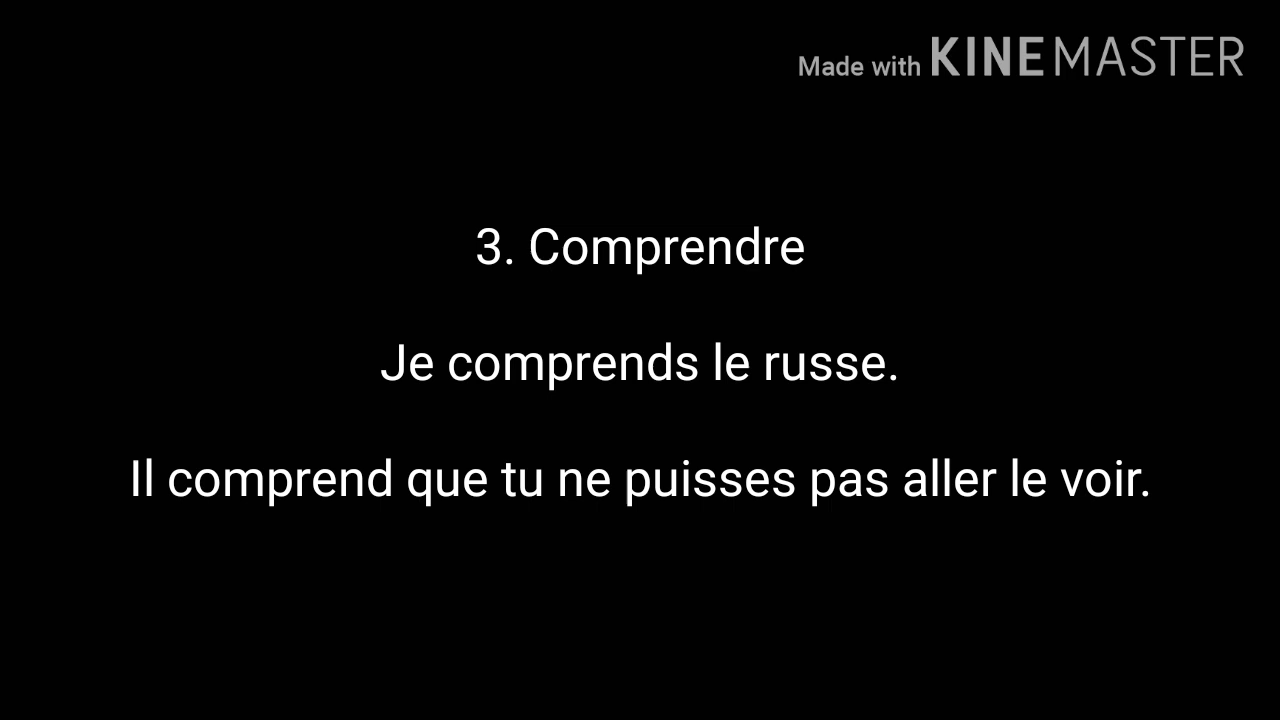 Made with KINEMASTER
3. Comprendre
Je comprends le russe.
Il comprend que tu ne puisses pas aller le voir.